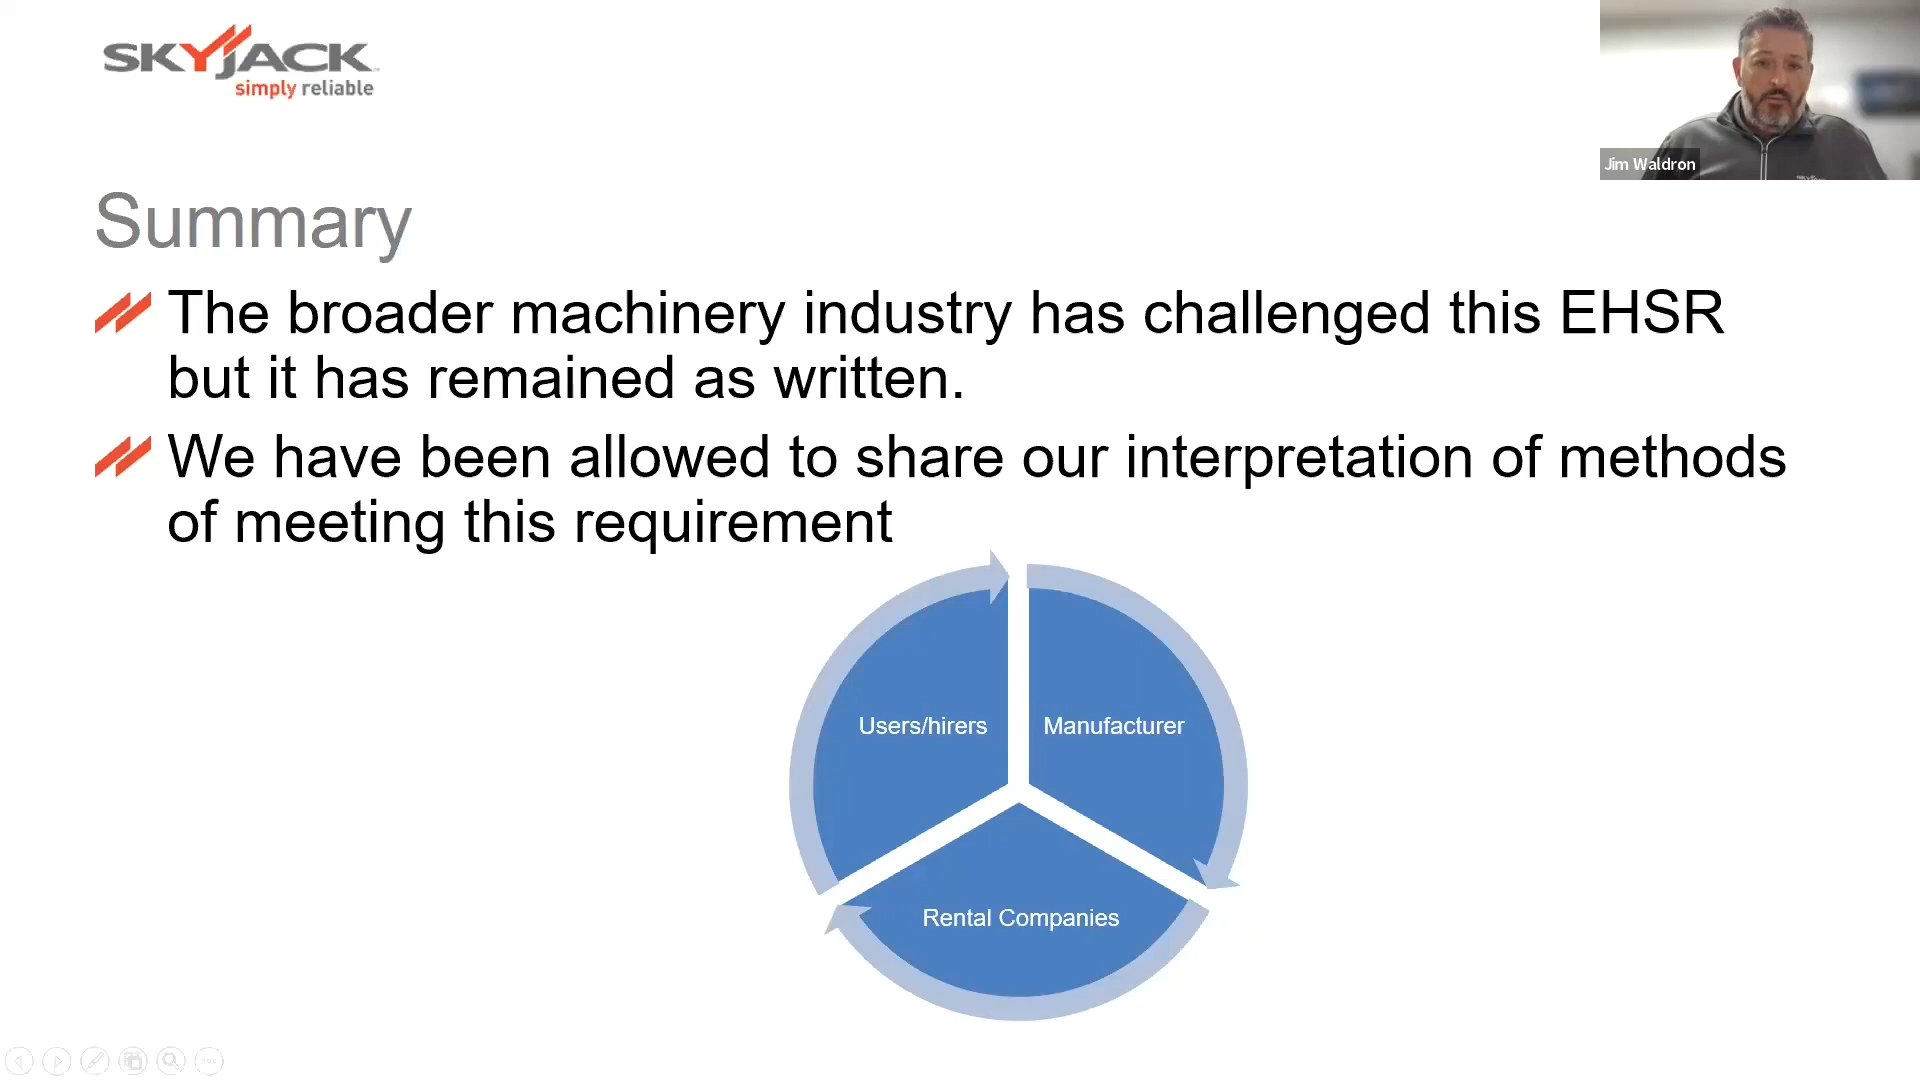 SKYJACK
simply reliable
Jim Waldron
Summary
The broader machinery industry has challenged this EHSR
but it has remained as written.
We have been allowed to share our interpretation of methods
of meeting this requirement
Users/hirers
Manufacturer
Rental Companies